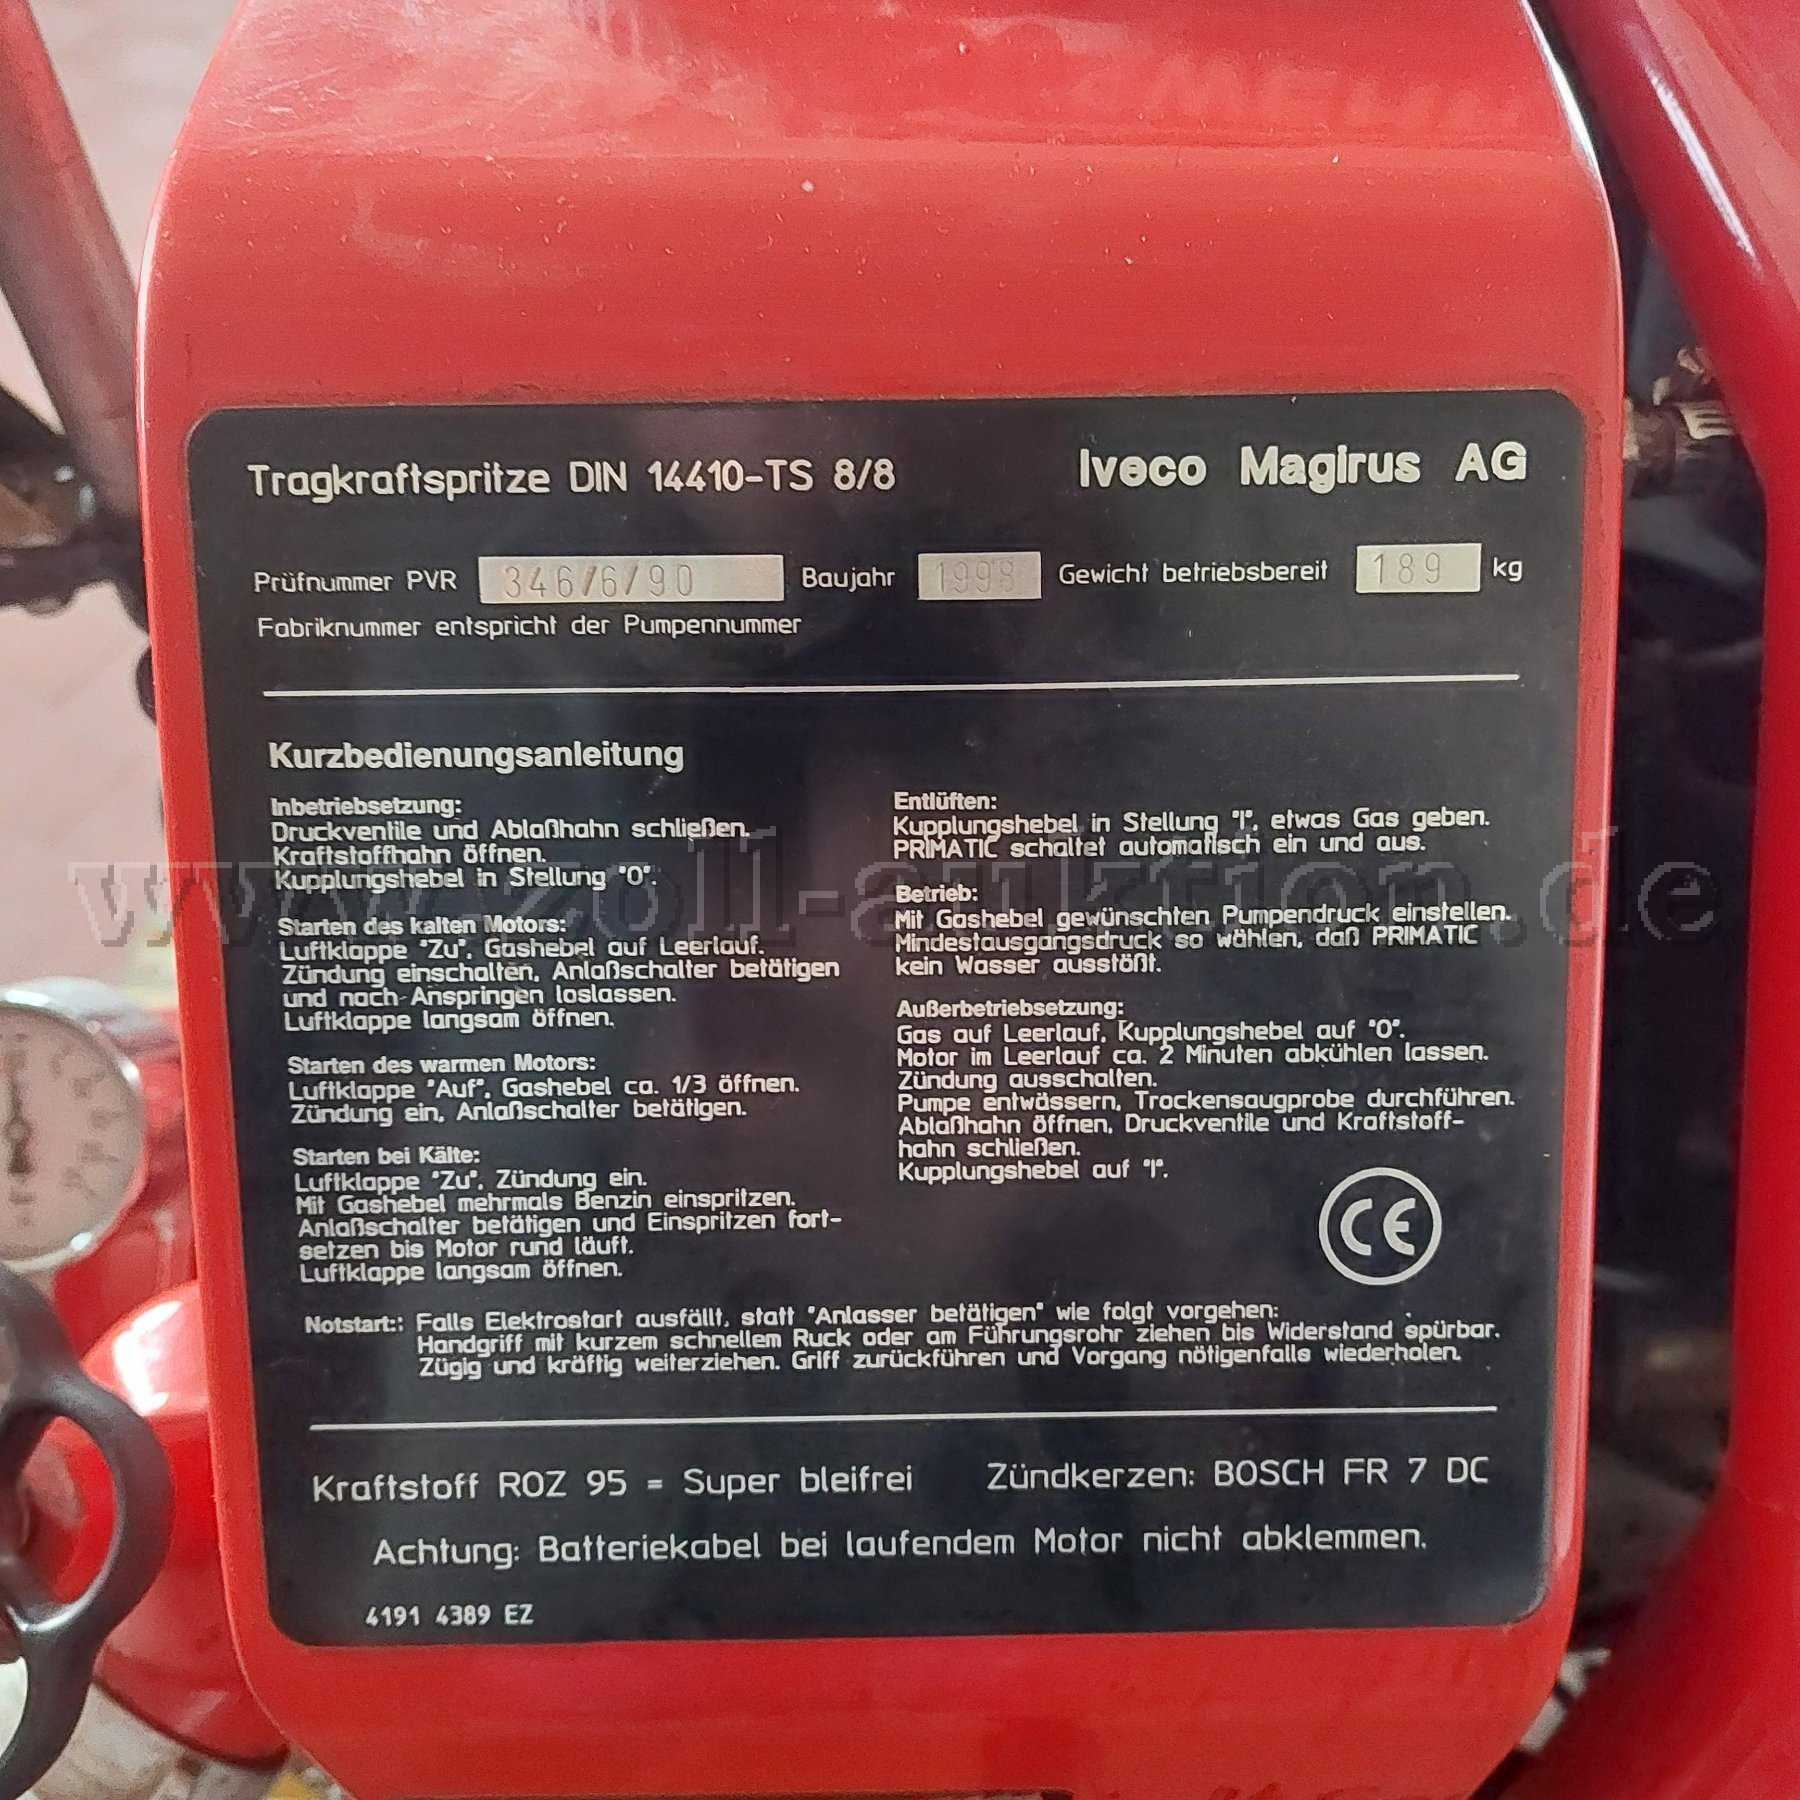 Tragkraftspritze DIN 14410-TS 8/8
Iveco Magirus AG
Prüfnummer PVR 346/6/90 Baujahr 1998 Gewicht betriebsbereit 189 kg
Fabriknummer entspricht der Pumpennummer
Kurzbedienungsanleitung
Inbetriebsetzung:
Druckventile und Ablaßhahn schließen.
Kraftstoffhahn öffnen.
Kupplungshebel in Stellung "O".
Starten des kalten Motors:
Luftklappe "Zu", Gashebel auf Leerlauf.
Zündung einschalten, Anlaßschalter betätigen
und nach Anspringen loslassen.
Luftklappe langsam öffnen.
Starten des warmen Motors:
Luftklappe "Auf", Gashebel ca. 1/3 öffnen.
Zündung ein, Anlaßschalter betätigen.
Starten bei Kälte:
Luftklappe "Zu", Zündung ein.
Mit Gashebel mehrmals Benzin einspritzen.
Anlaßschalter betätigen und Einspritzen fort-
setzen bis Motor rund läuft.
Luftklappe langsam öffnen.
Entlüften:
Kupplungshebel in Stellung "I", etwas Gas geben.
PRIMATIC schaltet automatisch ein und aus.
Betrieb:
Mit Gashebel gewünschten Pumpendruck einstellen.
Mindestausgangsdruck so wählen, daß PRIMATIC
kein Wasser ausstößt.
Außerbetriebsetzung:
Gas auf Leerlauf, Kupplungshebel auf "O".
Motor im Leerlauf ca. 2 Minuten abkühlen lassen.
Zündung ausschalten.
Pumpe entwässern, Trockensaugprobe durchführen.
Ablaßhahn öffnen, Druckventile und Kraftstoff-
hahn schließen.
Kupplungshebel auf "I".
CE
Notstart:: Falls Elektrostart ausfällt, statt "Anlasser betätigen" wie folgt vorgehen:
Handgriff mit kurzem schnellem Ruck oder am Führungsrohr ziehen bis Widerstand spürbar.
Zügig und kräftig weiterziehen. Griff zurückführen und Vorgang nötigenfalls wiederholen.
Kraftstoff ROZ 95 = Super bleifrei Zündkerzen: BOSCH FR 7 DC
Achtung: Batteriekabel bei laufendem Motor nicht abklemmen.
4191 4389 EZ
www.zoll-auktion.de